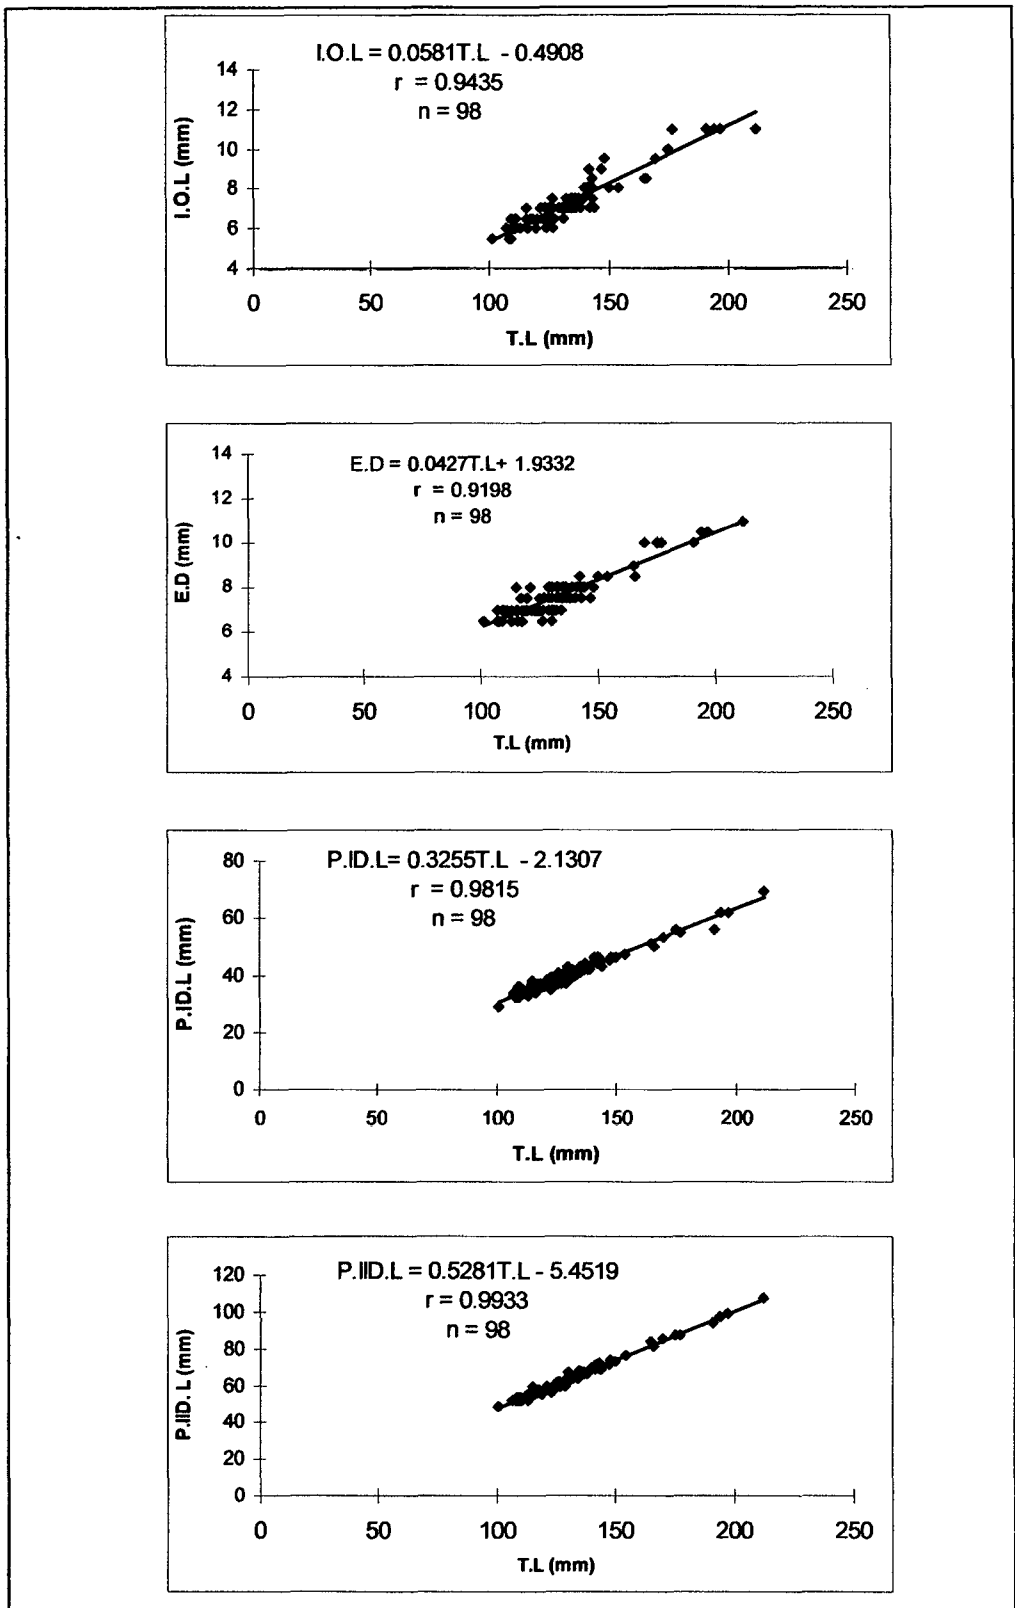 I.O.L = 0.0581T.L - 0.4908
r = 0.9435
n = 98
14
12
10
8
6
4
I.O.L (mm)
0 50 100 150 200 250
T.L (mm)
E.D = 0.0427T.L+ 1.9332
r = 0.9198
n = 98
14
12
10
8
6
4
E.D (mm)
0 50 100 150 200 250
T.L (mm)
P.ID.L= 0.3255T.L - 2.1307
r = 0.9815
n = 98
80
60
40
20
0
P.ID.L (mm)
0 50 100 150 200 250
T.L (mm)
P.IID.L = 0.5281T.L - 5.4519
r = 0.9933
n = 98
120
100
80
60
40
20
0
P.IID. L (mm)
0 50 100 150 200 250
T.L (mm)